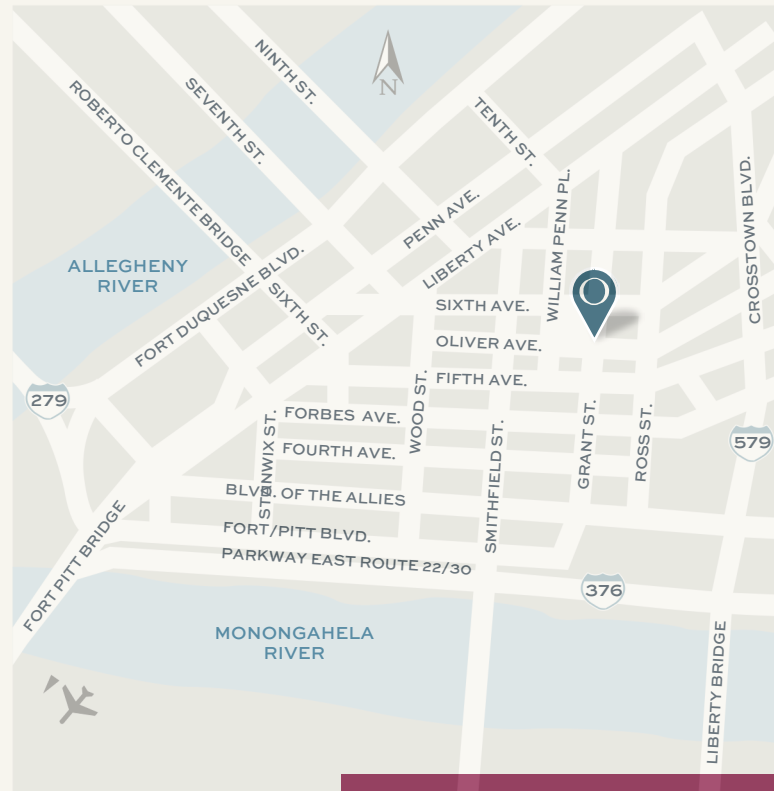 NINTH ST.
SEVENTH ST.
ROBERTO CLEMENTE BRIDGE
N
TENTH ST.
PENN AVE.
LIBERTY AVE.
WILLIAM PENN PL.
CROSSTOWN BLVD.
ALLEGHENY
RIVER
FORT DUQUESNE BLVD.
SIXTH ST.
SIXTH AVE.
OLIVER AVE.
FIFTH AVE.
279
FORBES AVE.
WOOD ST.
GRANT ST.
ROSS ST.
579
STANWIX ST.
FOURTH AVE.
SMITHFIELD ST.
BLVD. OF THE ALLIES
FORT/PITT BLVD.
PARKWAY EAST ROUTE 22/30
FORT PITT BRIDGE
376
MONONGAHELA
RIVER
LIBERTY BRIDGE